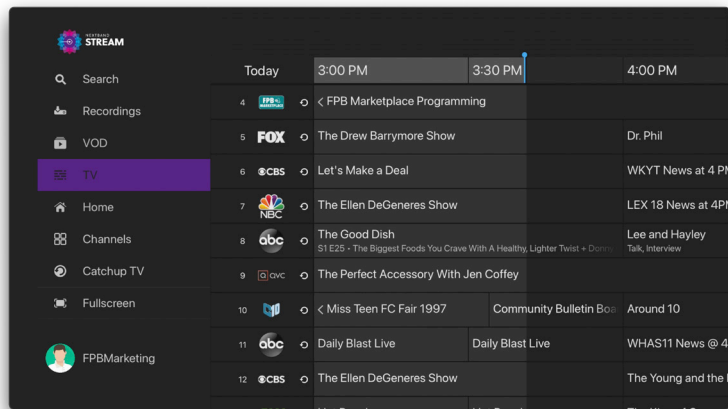 NEXTBAND
STREAM
Search
Recordings
VOD
TV
Home
Channels
Catchup TV
Fullscreen
FPBMarketing
Today 3:00 PM 3:30 PM 4:00 PM
4 FPB MARKETPLACE < FPB Marketplace Programming
5 FOX The Drew Barrymore Show Dr. Phil
6 CBS Let's Make a Deal WKYT News at 4 PM
7 NBC The Ellen DeGeneres Show LEX 18 News at 4PM
8 abc The Good Dish Lee and Hayley
S1 E25 • The Biggest Foods You Crave With A Healthy, Lighter Twist + Donny Talk, Interview
9 a qvc The Perfect Accessory With Jen Coffey
10 < Miss Teen FC Fair 1997 Community Bulletin Boa Around 10
11 abc Daily Blast Live Daily Blast Live WHAS11 News @ 4
12 CBS The Ellen DeGeneres Show The Young and the